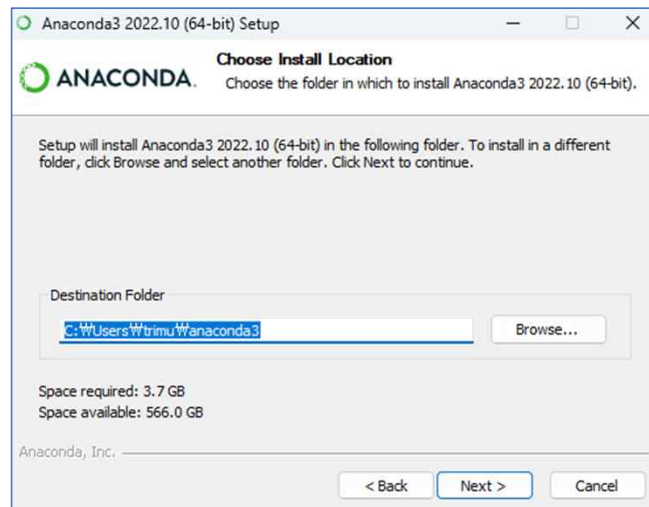 Anaconda3 2022.10 (64-bit) Setup
ANACONDA.
Choose Install Location
Choose the folder in which to install Anaconda3 2022.10 (64-bit).
Setup will install Anaconda3 2022.10 (64-bit) in the following folder. To install in a different
folder, click Browse and select another folder. Click Next to continue.
Destination Folder
C:₩Users₩trimu₩anaconda3
Browse...
Space required: 3.7 GB
Space available: 566.0 GB
Anaconda, Inc.
< Back
Next >
Cancel